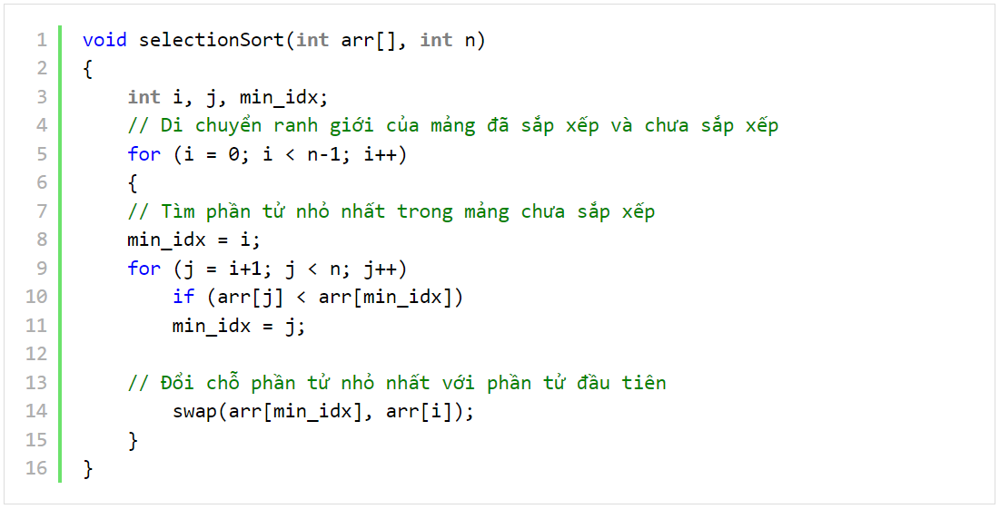 1 void selectionSort(int arr[], int n)
2 {
3     int i, j, min_idx;
4     // Di chuyển ranh giới của mảng đã sắp xếp và chưa sắp xếp
5     for (i = 0; i < n-1; i++)
6     {
7     // Tìm phần tử nhỏ nhất trong mảng chưa sắp xếp
8     min_idx = i;
9     for (j = i+1; j < n; j++)
10         if (arr[j] < arr[min_idx])
11         min_idx = j;
12
13     // Đổi chỗ phần tử nhỏ nhất với phần tử đầu tiên
14         swap(arr[min_idx], arr[i]);
15     }
16 }